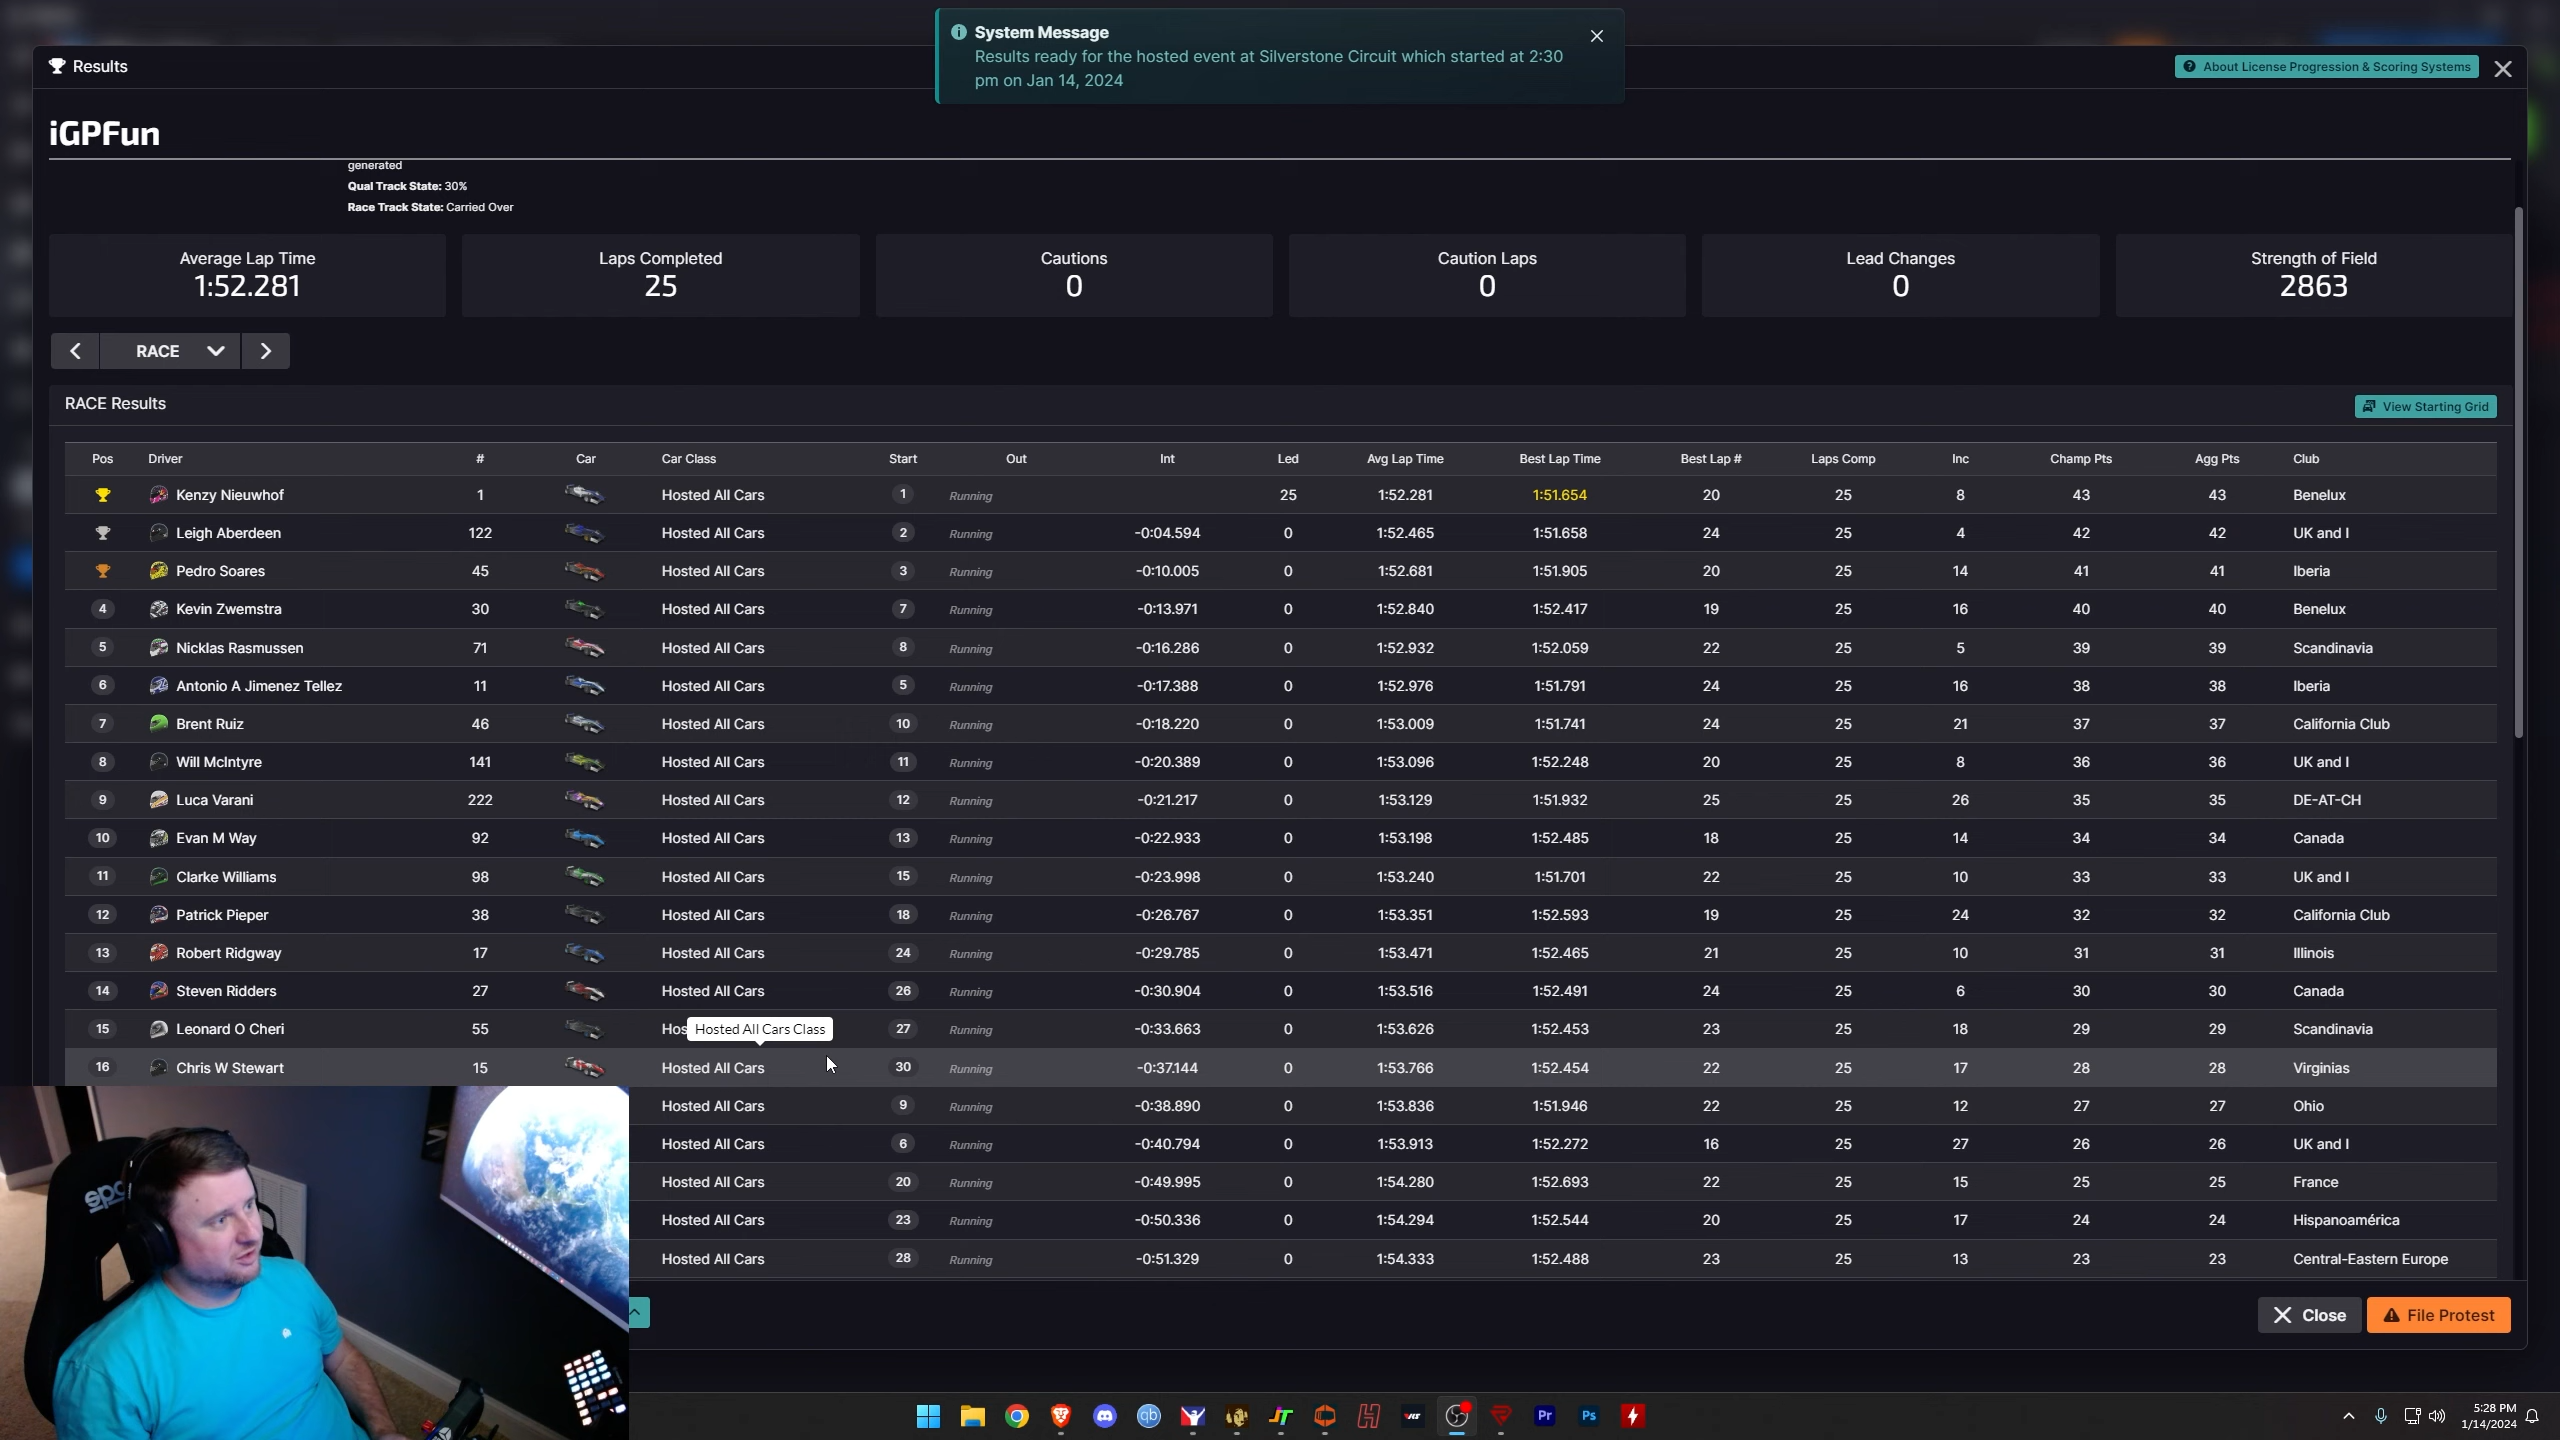 System Message
Results ready for the hosted event at Silverstone Circuit which started at 2:30
pm on Jan 14, 2024
Results
About License Progression & Scoring Systems
iGPFun
generated
Qual Track State: 30%
Race Track State: Carried Over
Average Lap Time Laps Completed Cautions Caution Laps Lead Changes Strength of Field
1:52.281 25 0 0 0 2863
RACE
RACE Results View Starting Grid
Pos Driver # Car Car Class Start Out Int Led Avg Lap Time Best Lap Time Best Lap # Laps Comp Inc Champ Pts Agg Pts Club
Kenzy Nieuwhof 1 Hosted All Cars 1 Running 25 1:52.281 1:51.654 20 25 8 43 43 Benelux
Leigh Aberdeen 122 Hosted All Cars 2 Running -0:04.594 0 1:52.465 1:51.658 24 25 4 42 42 UK and I
Pedro Soares 45 Hosted All Cars 3 Running -0:10.005 0 1:52.681 1:51.905 20 25 14 41 41 Iberia
4 Kevin Zwemstra 30 Hosted All Cars 7 Running -0:13.971 0 1:52.840 1:52.417 19 25 16 40 40 Benelux
5 Nicklas Rasmussen 71 Hosted All Cars 8 Running -0:16.286 0 1:52.932 1:52.059 22 25 5 39 39 Scandinavia
6 Antonio A Jimenez Tellez 11 Hosted All Cars 5 Running -0:17.388 0 1:52.976 1:51.791 24 25 16 38 38 Iberia
7 Brent Ruiz 46 Hosted All Cars 10 Running -0:18.220 0 1:53.009 1:51.741 24 25 21 37 37 California Club
8 Will McIntyre 141 Hosted All Cars 11 Running -0:20.389 0 1:53.096 1:52.248 20 25 8 36 36 UK and I
9 Luca Varani 222 Hosted All Cars 12 Running -0:21.217 0 1:53.129 1:51.932 25 25 26 35 35 DE-AT-CH
10 Evan M Way 92 Hosted All Cars 13 Running -0:22.933 0 1:53.198 1:52.485 18 25 14 34 34 Canada
11 Clarke Williams 98 Hosted All Cars 15 Running -0:23.998 0 1:53.240 1:51.701 22 25 10 33 33 UK and I
12 Patrick Pieper 38 Hosted All Cars 18 Running -0:26.767 0 1:53.351 1:52.593 19 25 24 32 32 California Club
13 Robert Ridgway 17 Hosted All Cars 24 Running -0:29.785 0 1:53.471 1:52.465 21 25 10 31 31 Illinois
14 Steven Ridders 27 Hosted All Cars 26 Running -0:30.904 0 1:53.516 1:52.491 24 25 6 30 30 Canada
15 Leonard O Cheri 55 Hos Hosted All Cars Class 27 Running -0:33.663 0 1:53.626 1:52.453 23 25 18 29 29 Scandinavia
16 Chris W Stewart 15 Hosted All Cars 30 Running -0:37.144 0 1:53.766 1:52.454 22 25 17 28 28 Virginias
Hosted All Cars 9 Running -0:38.890 0 1:53.836 1:51.946 22 25 12 27 27 Ohio
Hosted All Cars 6 Running -0:40.794 0 1:53.913 1:52.272 16 25 27 26 26 UK and I
Hosted All Cars 20 Running -0:49.995 0 1:54.280 1:52.693 22 25 15 25 25 France
Hosted All Cars 23 Running -0:50.336 0 1:54.294 1:52.544 20 25 17 24 24 Hispanoamérica
Hosted All Cars 28 Running -0:51.329 0 1:54.333 1:52.488 23 25 13 23 23 Central-Eastern Europe
Close File Protest
qb Pr Ps
5:28 PM
1/14/2024